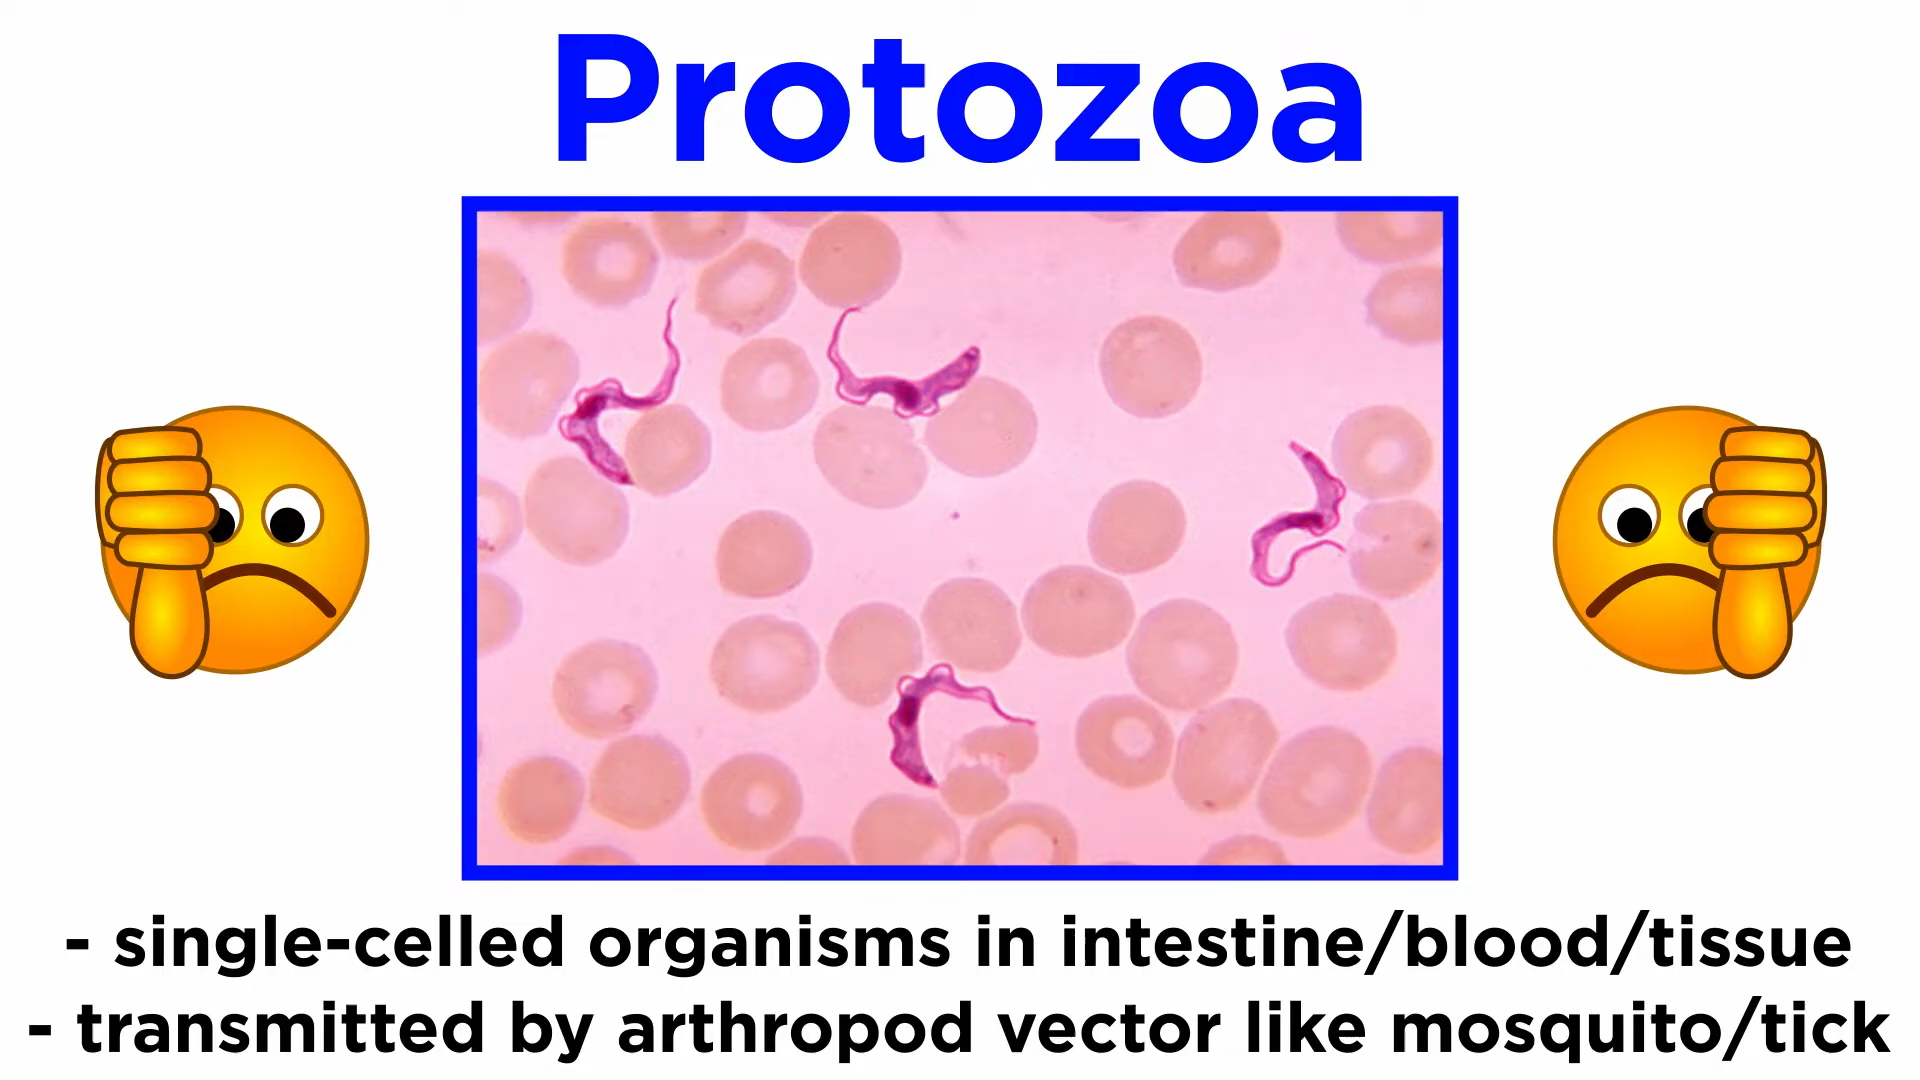 Protozoa
- single-celled organisms in intestine/blood/tissue
- transmitted by arthropod vector like mosquito/tick